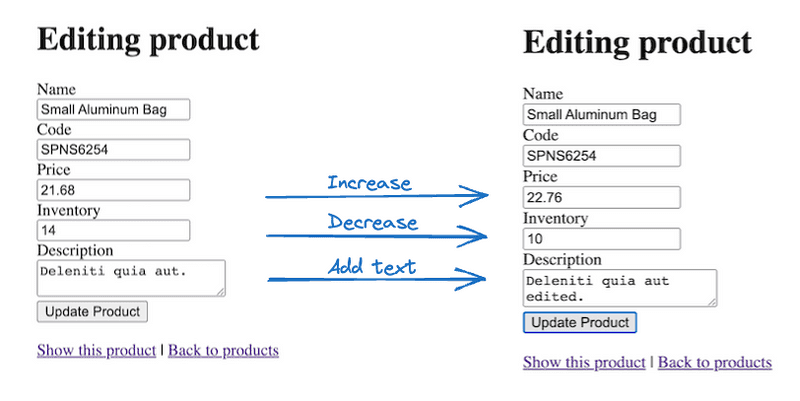 Editing product
Name
Small Aluminum Bag
Code
SPNS6254
Price
21.68
Inventory
14
Description
Deleniti quia aut.
Update Product
Show this product | Back to products
Increase
Decrease
Add text
Editing product
Name
Small Aluminum Bag
Code
SPNS6254
Price
22.76
Inventory
10
Description
Deleniti quia aut
edited.
Update Product
Show this product | Back to products